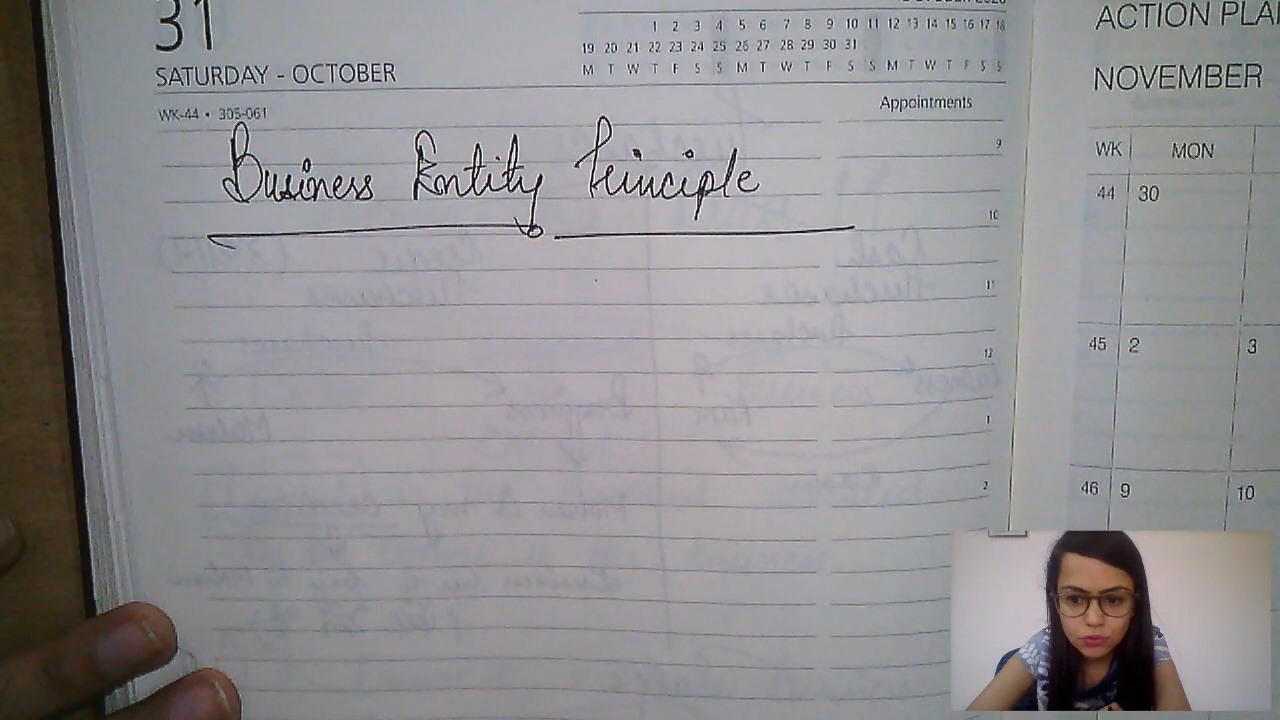 31
1 2 3 4 5 6 7 8 9 10 11 12 13 14 15 16 17 18
19 20 21 22 23 24 25 26 27 28 29 30 31
M T W T F S S M T W T F S S M T W T F S S
SATURDAY - OCTOBER
WK-44 • 305-061
Appointments
Business Entity Principle
9
10
11
12
1
2
ACTION PLA
NOVEMBER
WK MON
44 30
45 2 3
46 9 10